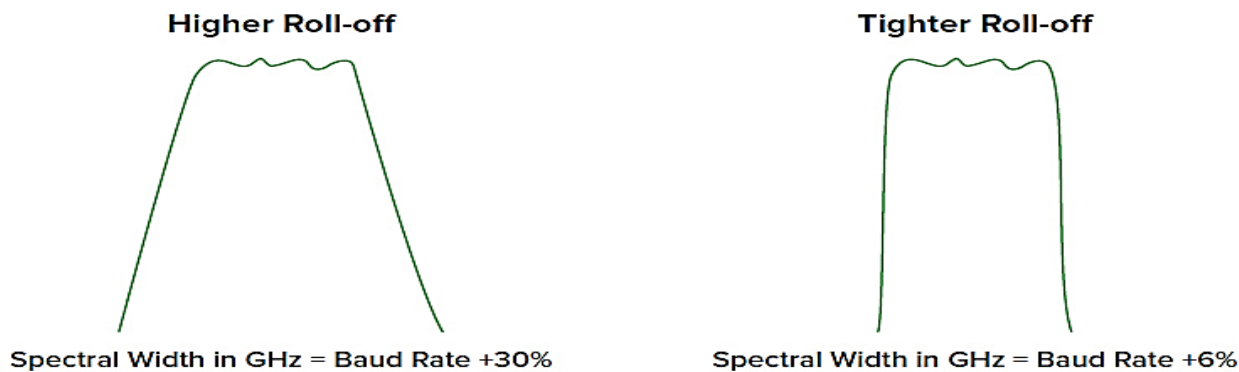 Higher Roll-off
Tighter Roll-off
Spectral Width in GHz = Baud Rate +30%
Spectral Width in GHz = Baud Rate +6%